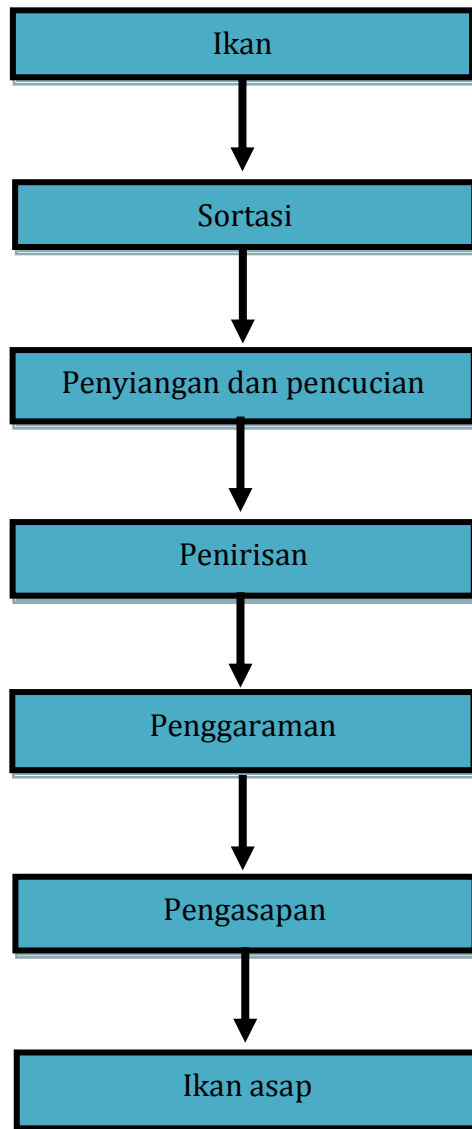 Ikan
Sortasi
Penyiangan dan pencucian
Penirisan
Penggaraman
Pengasapan
Ikan asap